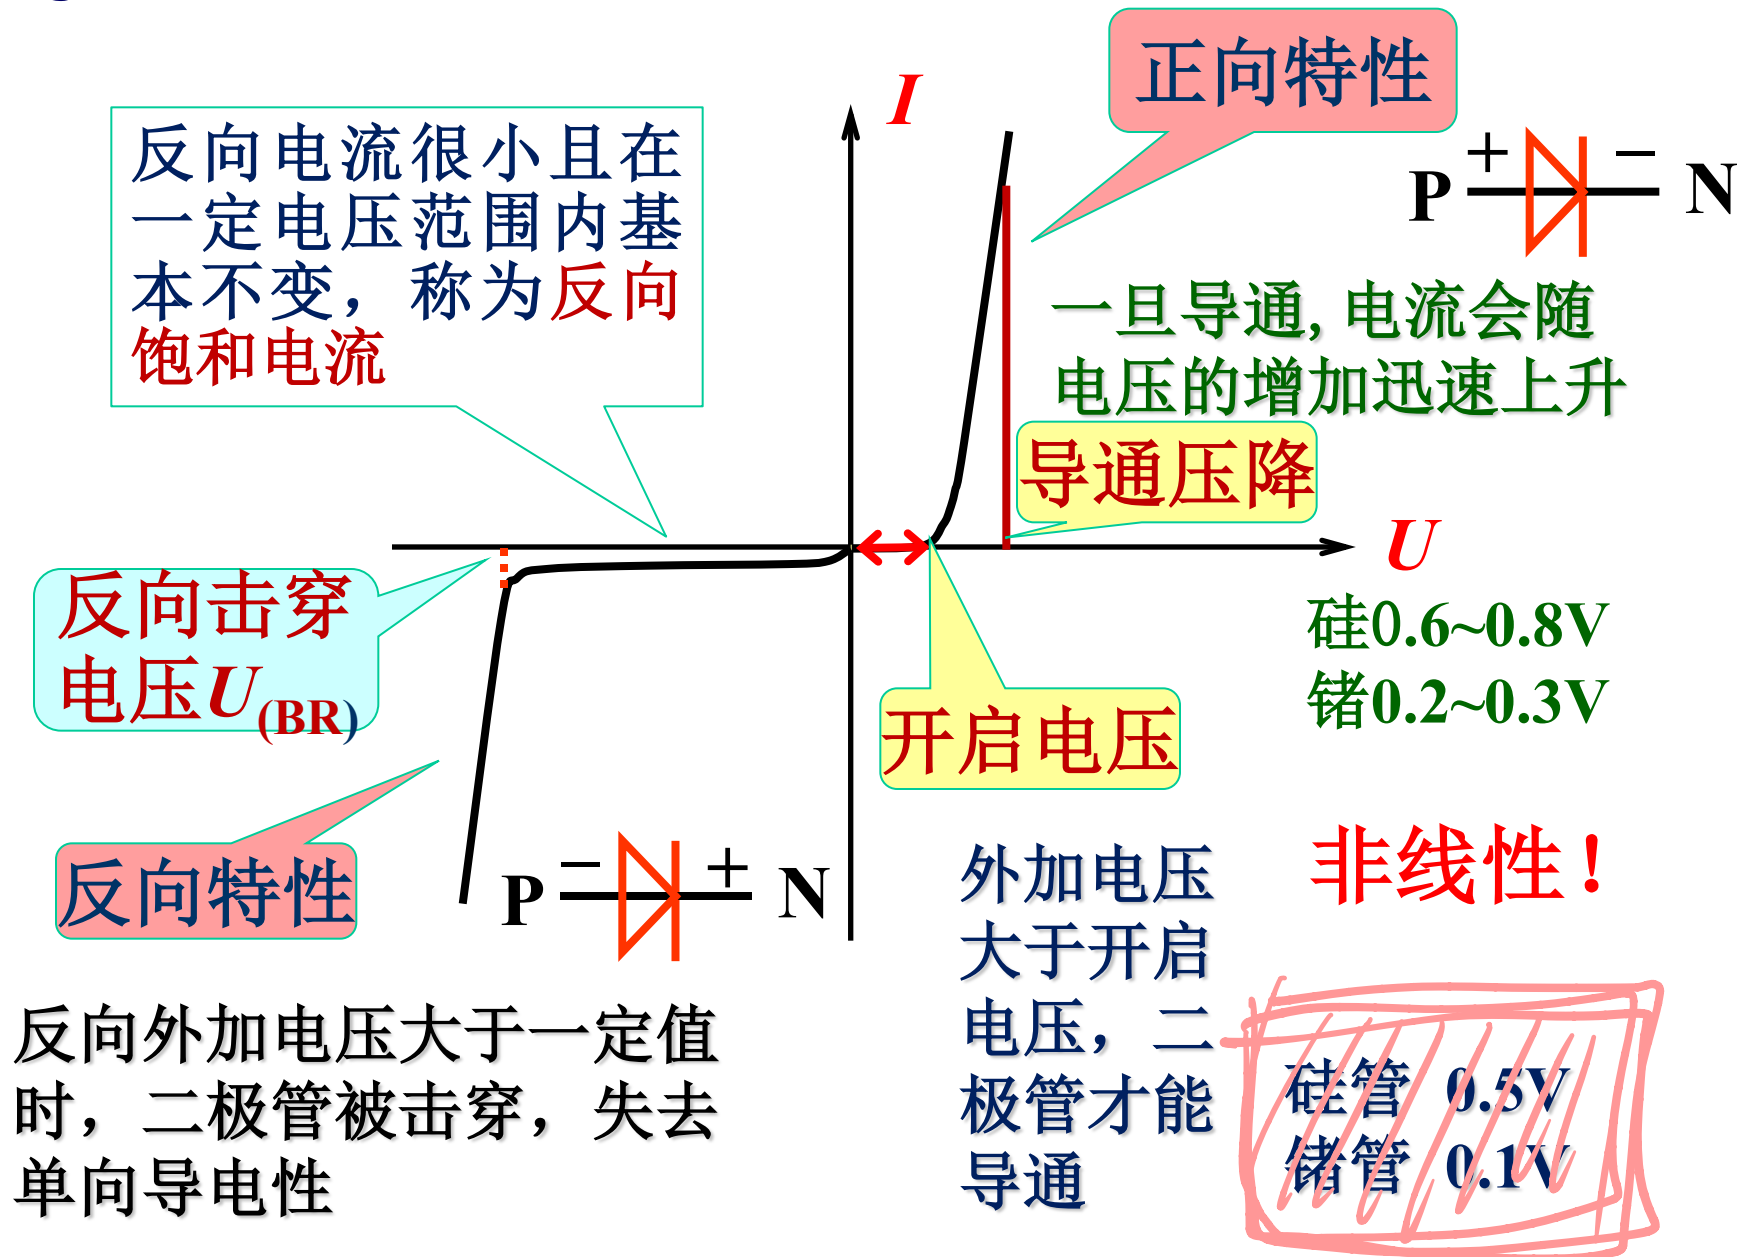 I
正向特性
反向电流很小且在
一定电压范围内基
本不变，称为反向
饱和电流
P + − N
一旦导通, 电流会随
电压的增加迅速上升
导通压降
U
反向击穿
电压U(BR)
硅0.6~0.8V
锗0.2~0.3V
开启电压
反向特性
P − + N
非线性!
外加电压
大于开启
电压，二
极管才能
导通
硅管 0.5V
锗管 0.1V
反向外加电压大于一定值
时，二极管被击穿，失去
单向导电性